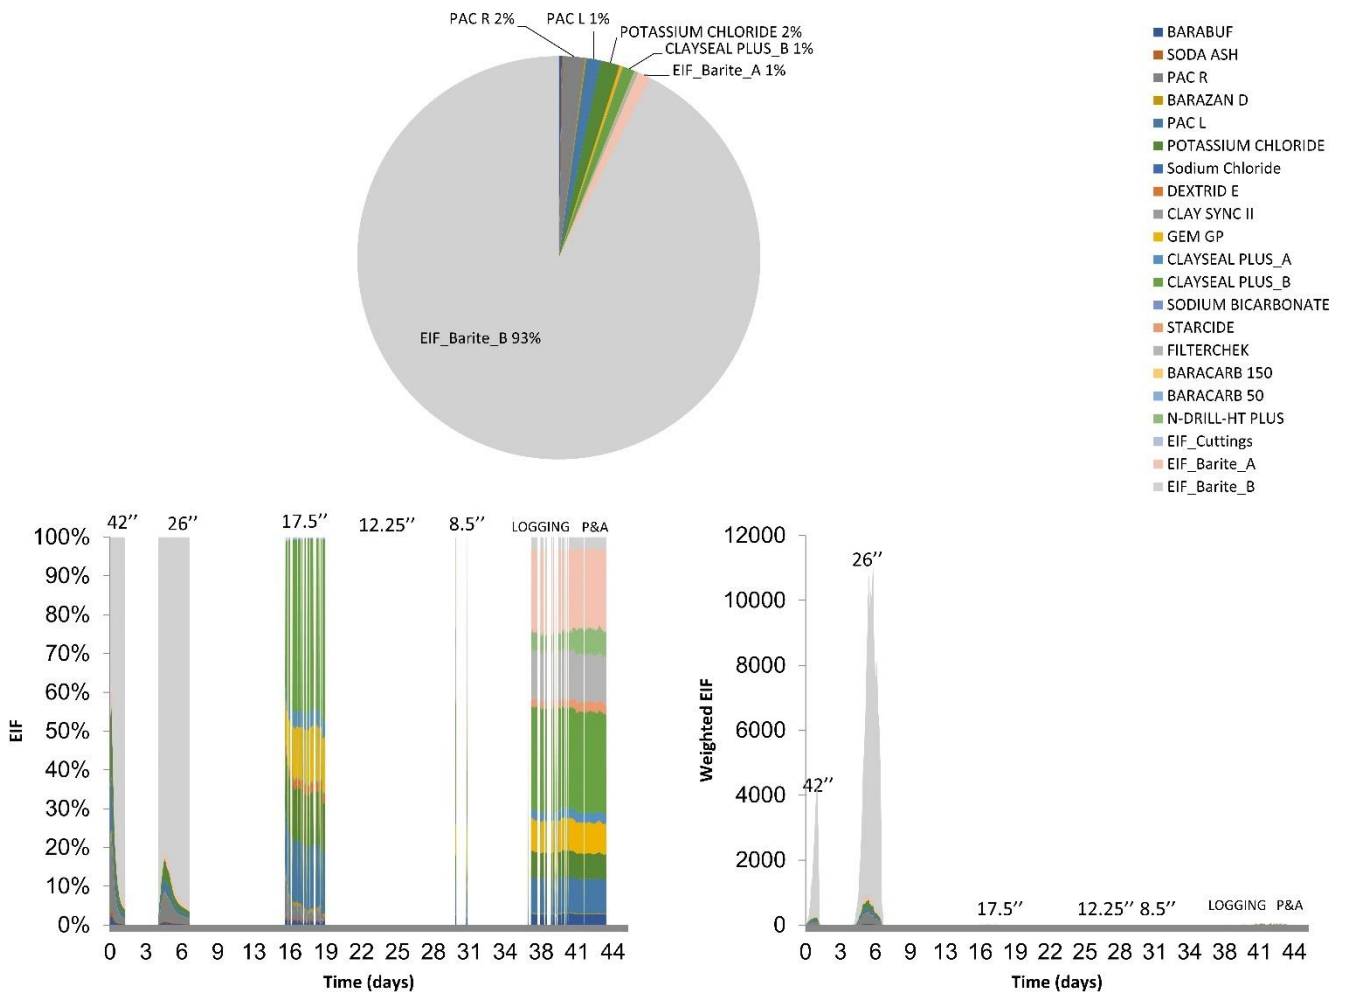 PAC R 2%
PAC L 1%
POTASSIUM CHLORIDE 2%
CLAYSEAL PLUS_B 1%
EIF_Barite_A 1%
EIF_Barite_B 93%
BARABUF
SODA ASH
PAC R
BARAZAN D
PAC L
POTASSIUM CHLORIDE
Sodium Chloride
DEXTRID E
CLAY SYNC II
GEM GP
CLAYSEAL PLUS_A
CLAYSEAL PLUS_B
SODIUM BICARBONATE
STARCIDE
FILTERCHEK
BARACARB 150
BARACARB 50
N-DRILL-HT PLUS
EIF_Cuttings
EIF_Barite_A
EIF_Barite_B
42’’ 26’’ 17.5’’ 12.25’’ 8.5’’ LOGGING P&A
100%
90%
80%
70%
60%
50%
40%
30%
20%
10%
0%
EIF
0 3 6 9 13 16 19 22 25 28 31 34 38 41 44
Time (days)
12000
10000
8000
6000
4000
2000
0
Weighted EIF
26’’
42’’
17.5’’ 12.25’’ 8.5’’ LOGGING P&A
0 3 6 9 13 16 19 22 25 28 31 34 38 41 44
Time (days)